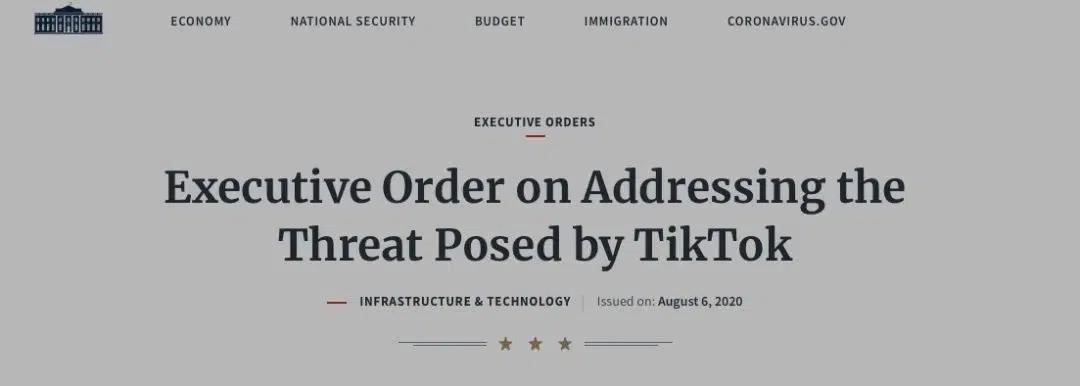 ECONOMY NATIONAL SECURITY BUDGET IMMIGRATION CORONAVIRUS.GOV
EXECUTIVE ORDERS
Executive Order on Addressing the
Threat Posed by TikTok
INFRASTRUCTURE & TECHNOLOGY Issued on: August 6, 2020